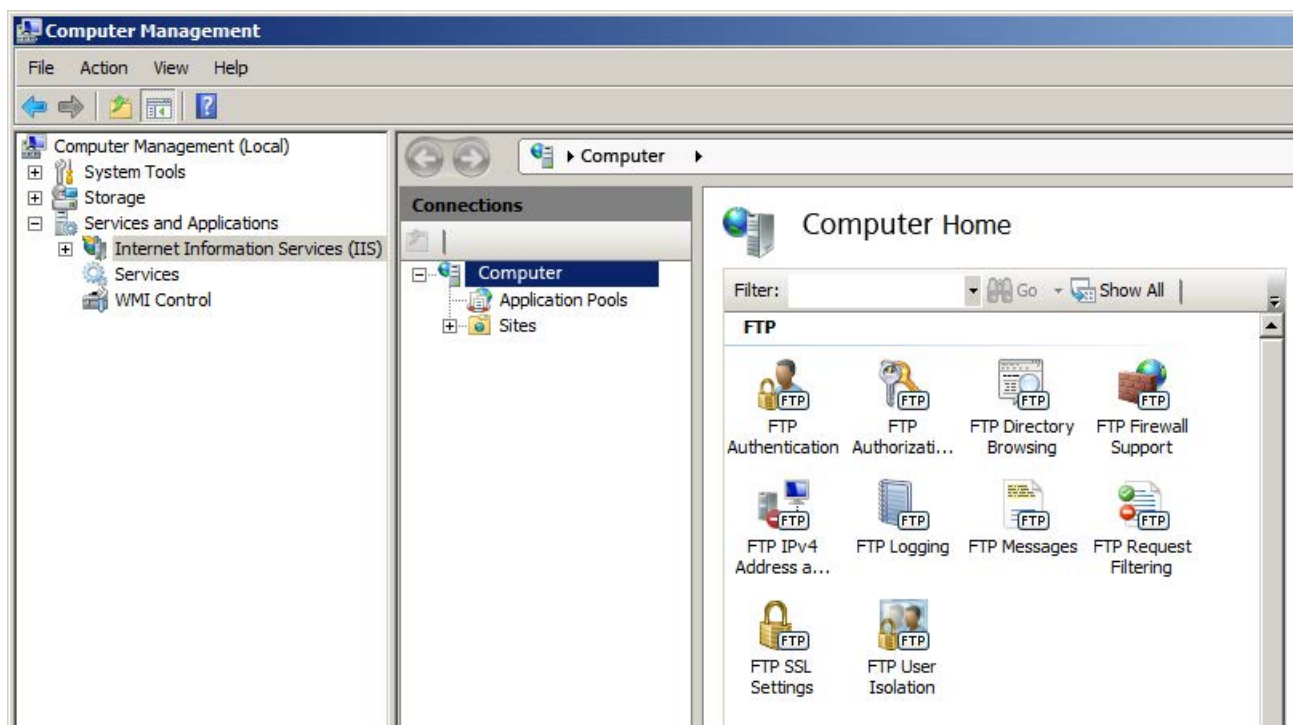 Computer Management
File Action View Help
Computer Management (Local)
System Tools
Storage
Services and Applications
Internet Information Services (IIS)
Services
WMI Control
Computer
Connections
Computer
Application Pools
Sites
Computer Home
Filter: Go Show All
FTP
FTP FTP FTP FTP
FTP FTP FTP Directory FTP Firewall
Authentication Authorizati... Browsing Support
FTP FTP FTP FTP
FTP IPv4 FTP Logging FTP Messages FTP Request
Address a... Filtering
FTP FTP
FTP SSL FTP User
Settings Isolation